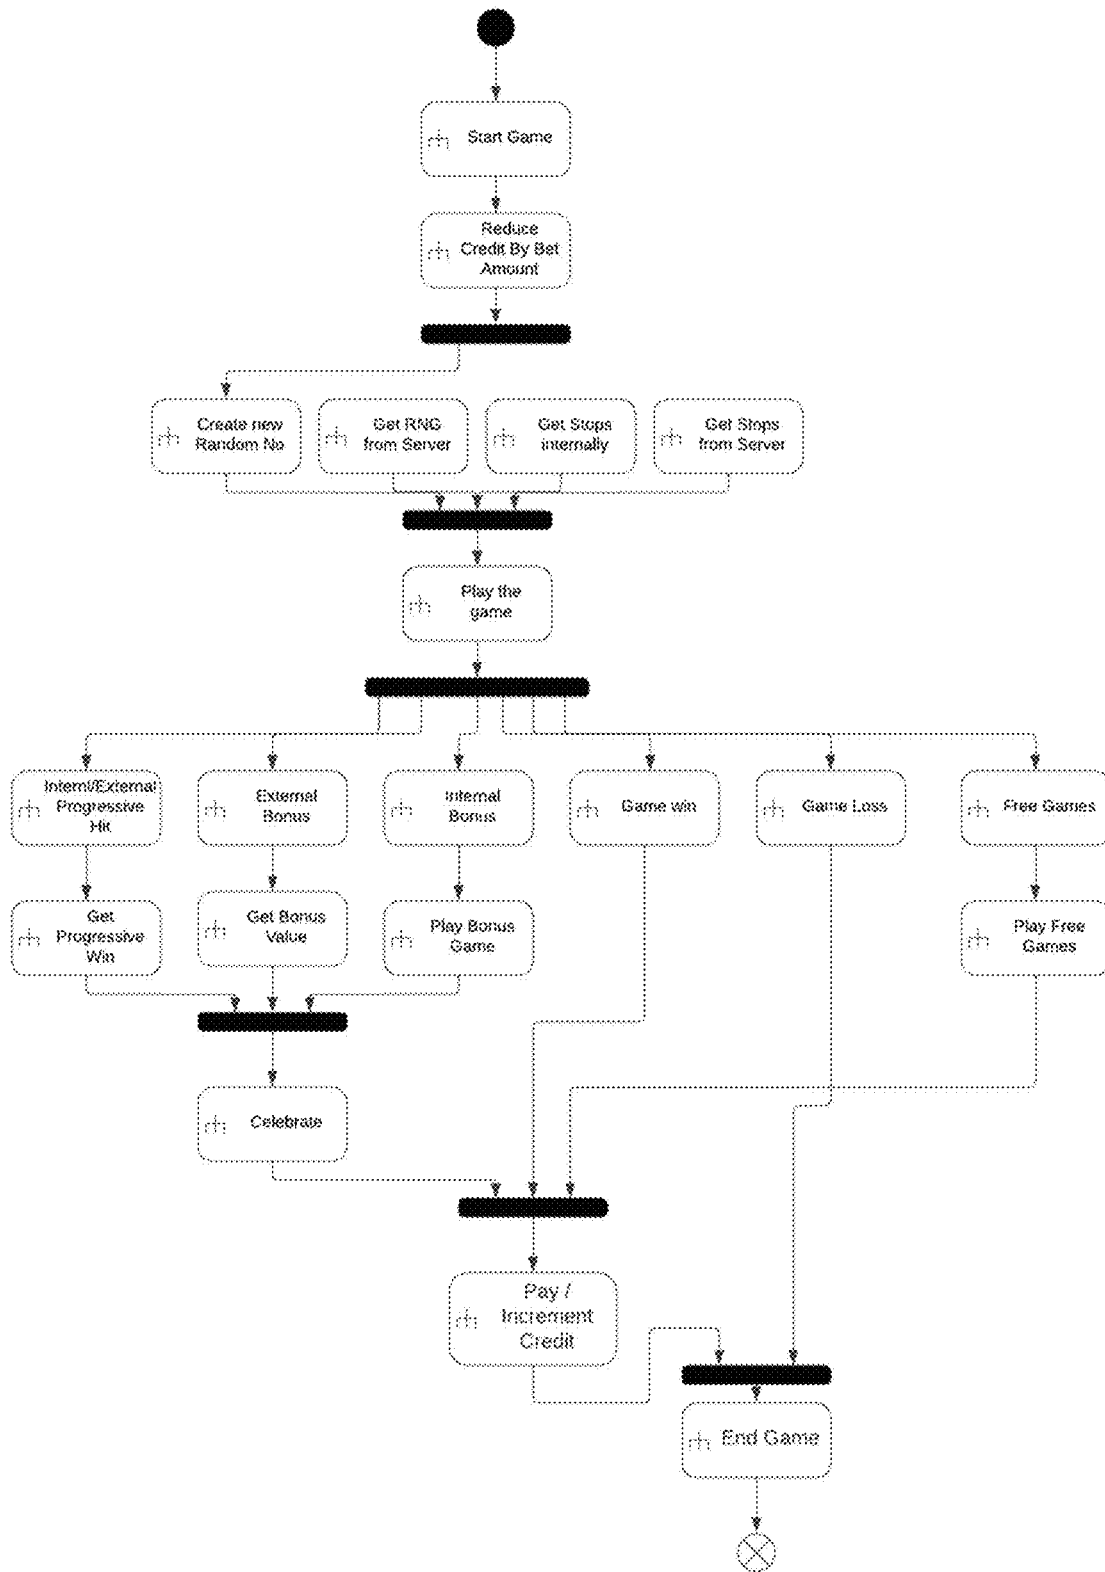 Start Game
Reduce
Credit By Bet
Amount
Create new
Random No
Get RNG
from Server
Get Stops
internally
Get Stops
from Server
Play the
game
Internl/External
Progressive
Hit
External
Bonus
Internal
Bonus
Game win
Game Loss
Free Games
Get
Progressive
Win
Get Bonus
Value
Play Bonus
Game
Play Free
Games
Celebrate
Pay /
Increment
Credit
End Game